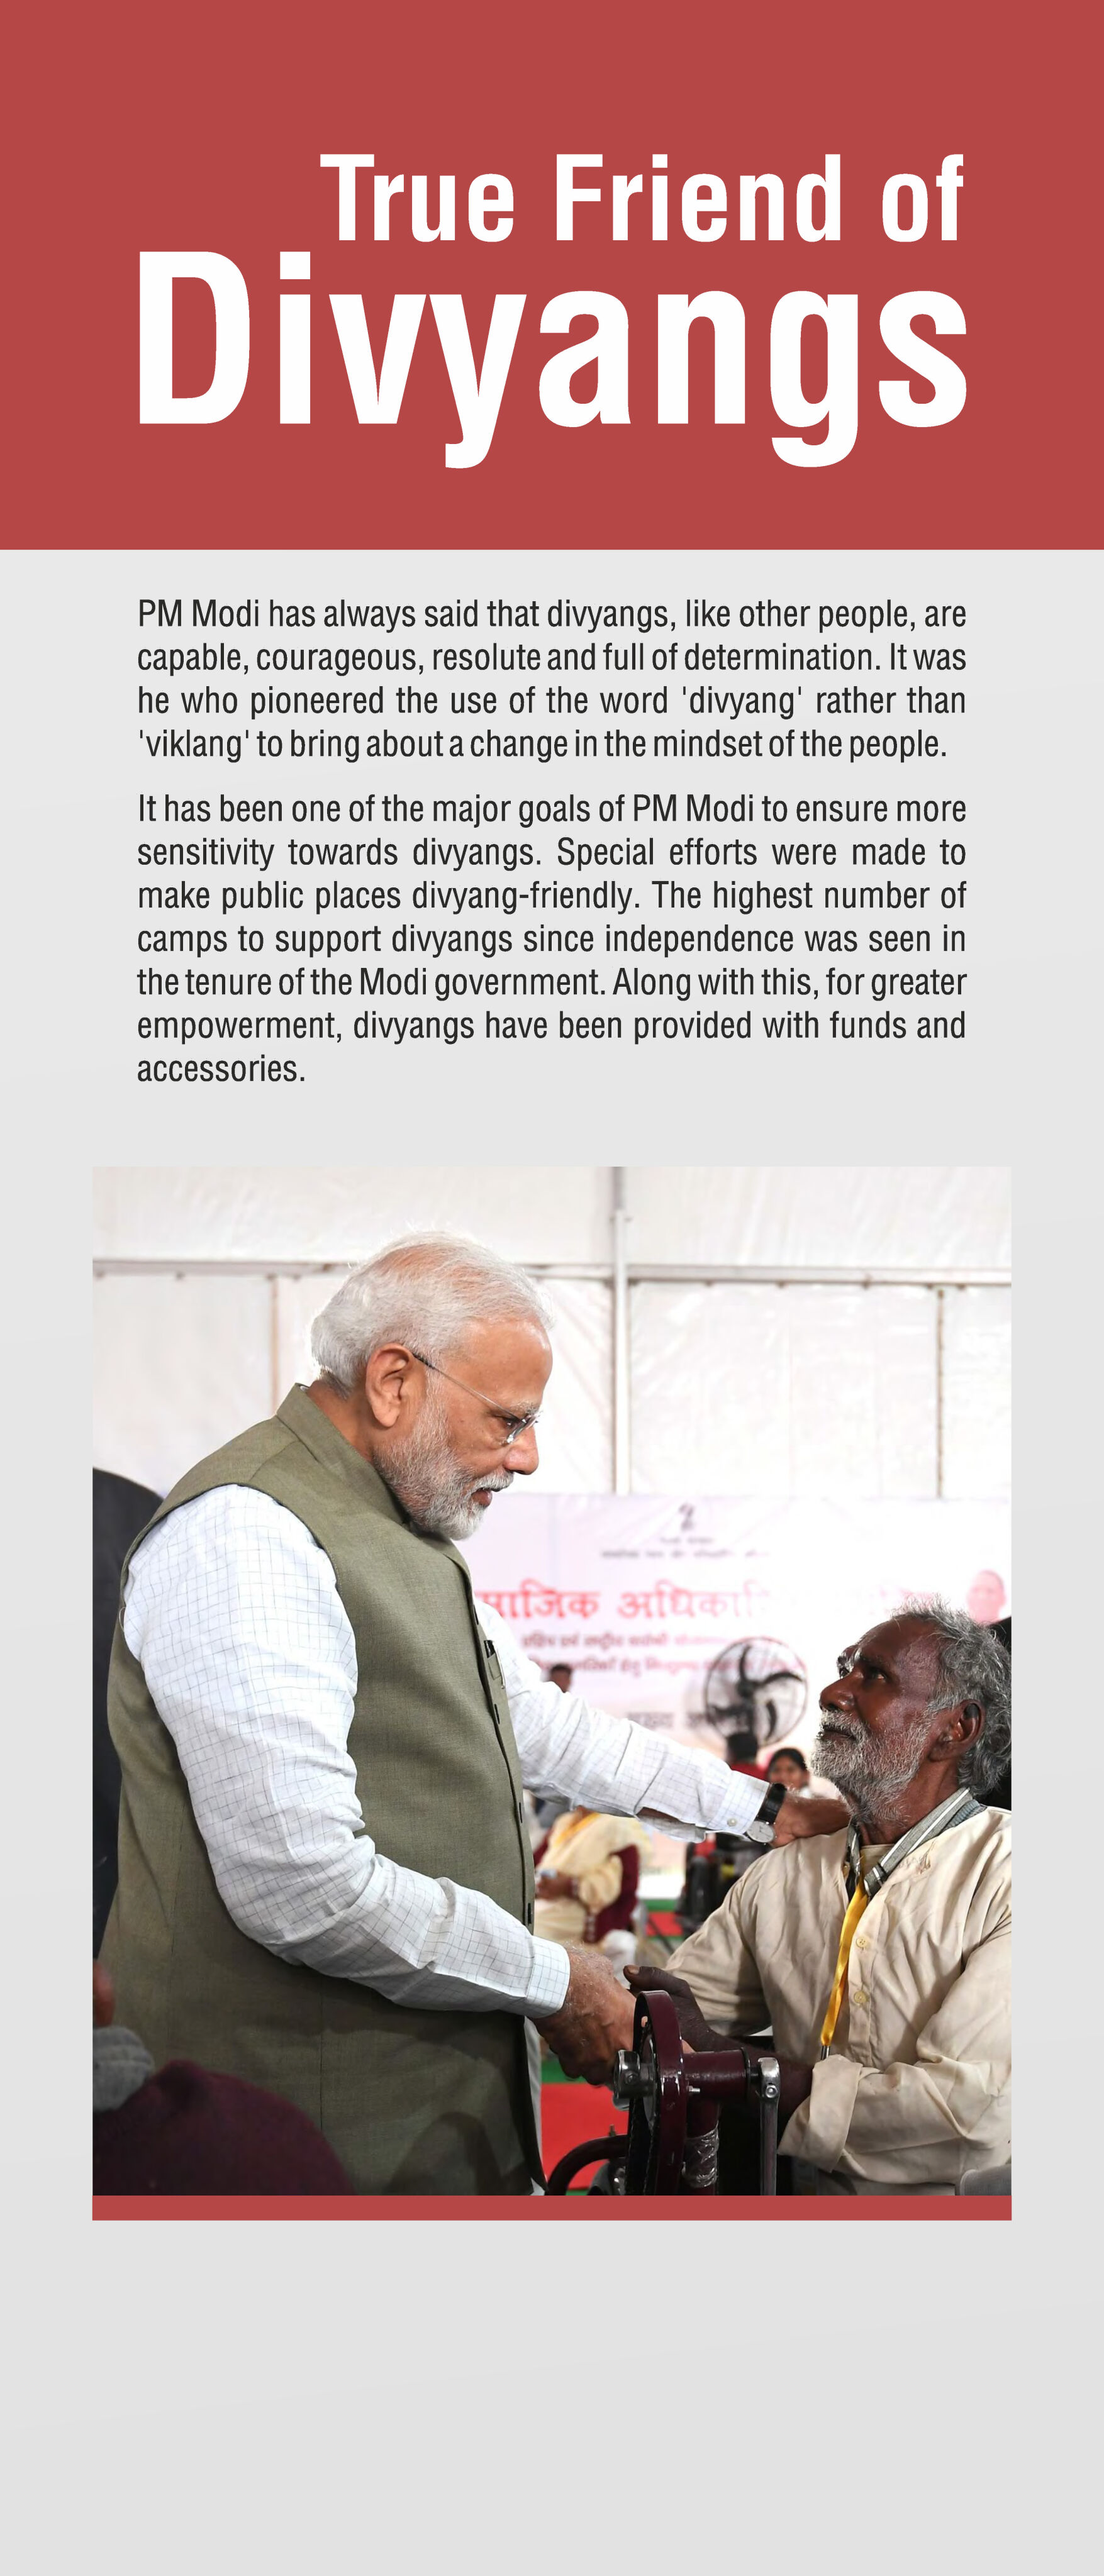 True Friend of
Divyangs
PM Modi has always said that divyangs, like other people, are
capable, courageous, resolute and full of determination. It was
he who pioneered the use of the word 'divyang' rather than
'viklang' to bring about a change in the mindset of the people.
It has been one of the major goals of PM Modi to ensure more
sensitivity towards divyangs. Special efforts were made to
make public places divyang-friendly. The highest number of
camps to support divyangs since independence was seen in
the tenure of the Modi government. Along with this, for greater
empowerment, divyangs have been provided with funds and
accessories.